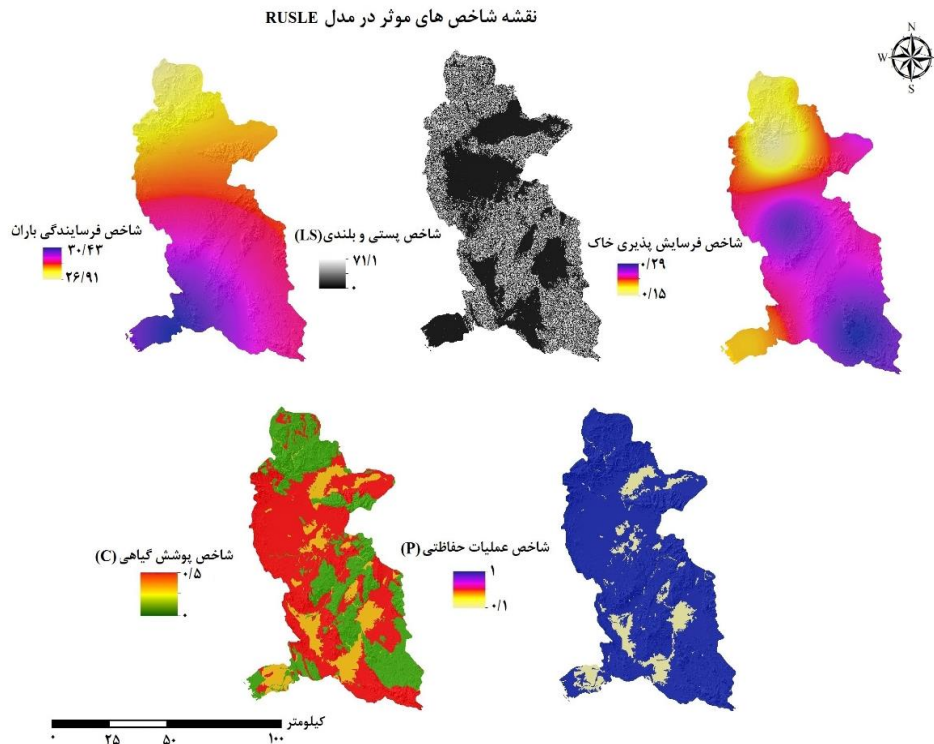 نقشه شاخص های موثر در مدل RUSLE
N
W
S
شاخص فرسایندگی باران
۳۰/۴۳
۲۶/۹۱
شاخص پستی و بلندی(LS)
۷۱/۱
۰
شاخص فرسایش پذیری خاک
۰/۲۹
۰/۱۵
شاخص پوشش گیاهی (C)
۰/۵
۰
شاخص عملیات حفاظتی (P)
۱
۰/۱
کیلومتر
۰ ۲۵ ۵۰ ۱۰۰